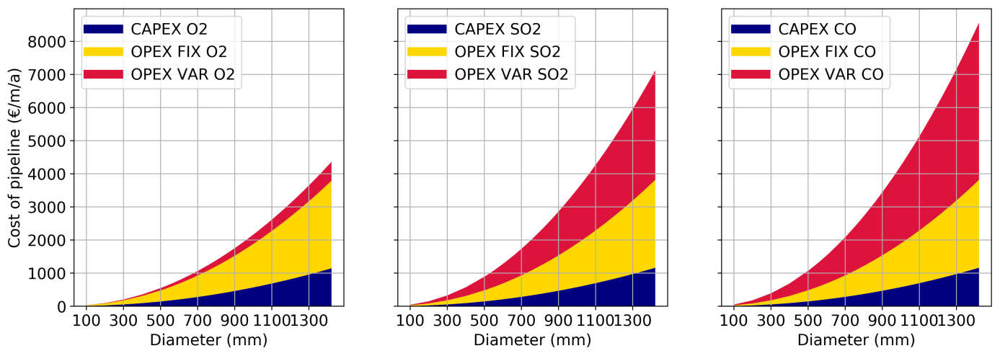 CAPEX O2
OPEX FIX O2
OPEX VAR O2
CAPEX SO2
OPEX FIX SO2
OPEX VAR SO2
CAPEX CO
OPEX FIX CO
OPEX VAR CO
Cost of pipeline (€/m/a)
8000
7000
6000
5000
4000
3000
2000
1000
0
100 300 500 700 900 1100 1300
Diameter (mm)
100 300 500 700 900 1100 1300
Diameter (mm)
100 300 500 700 900 1100 1300
Diameter (mm)